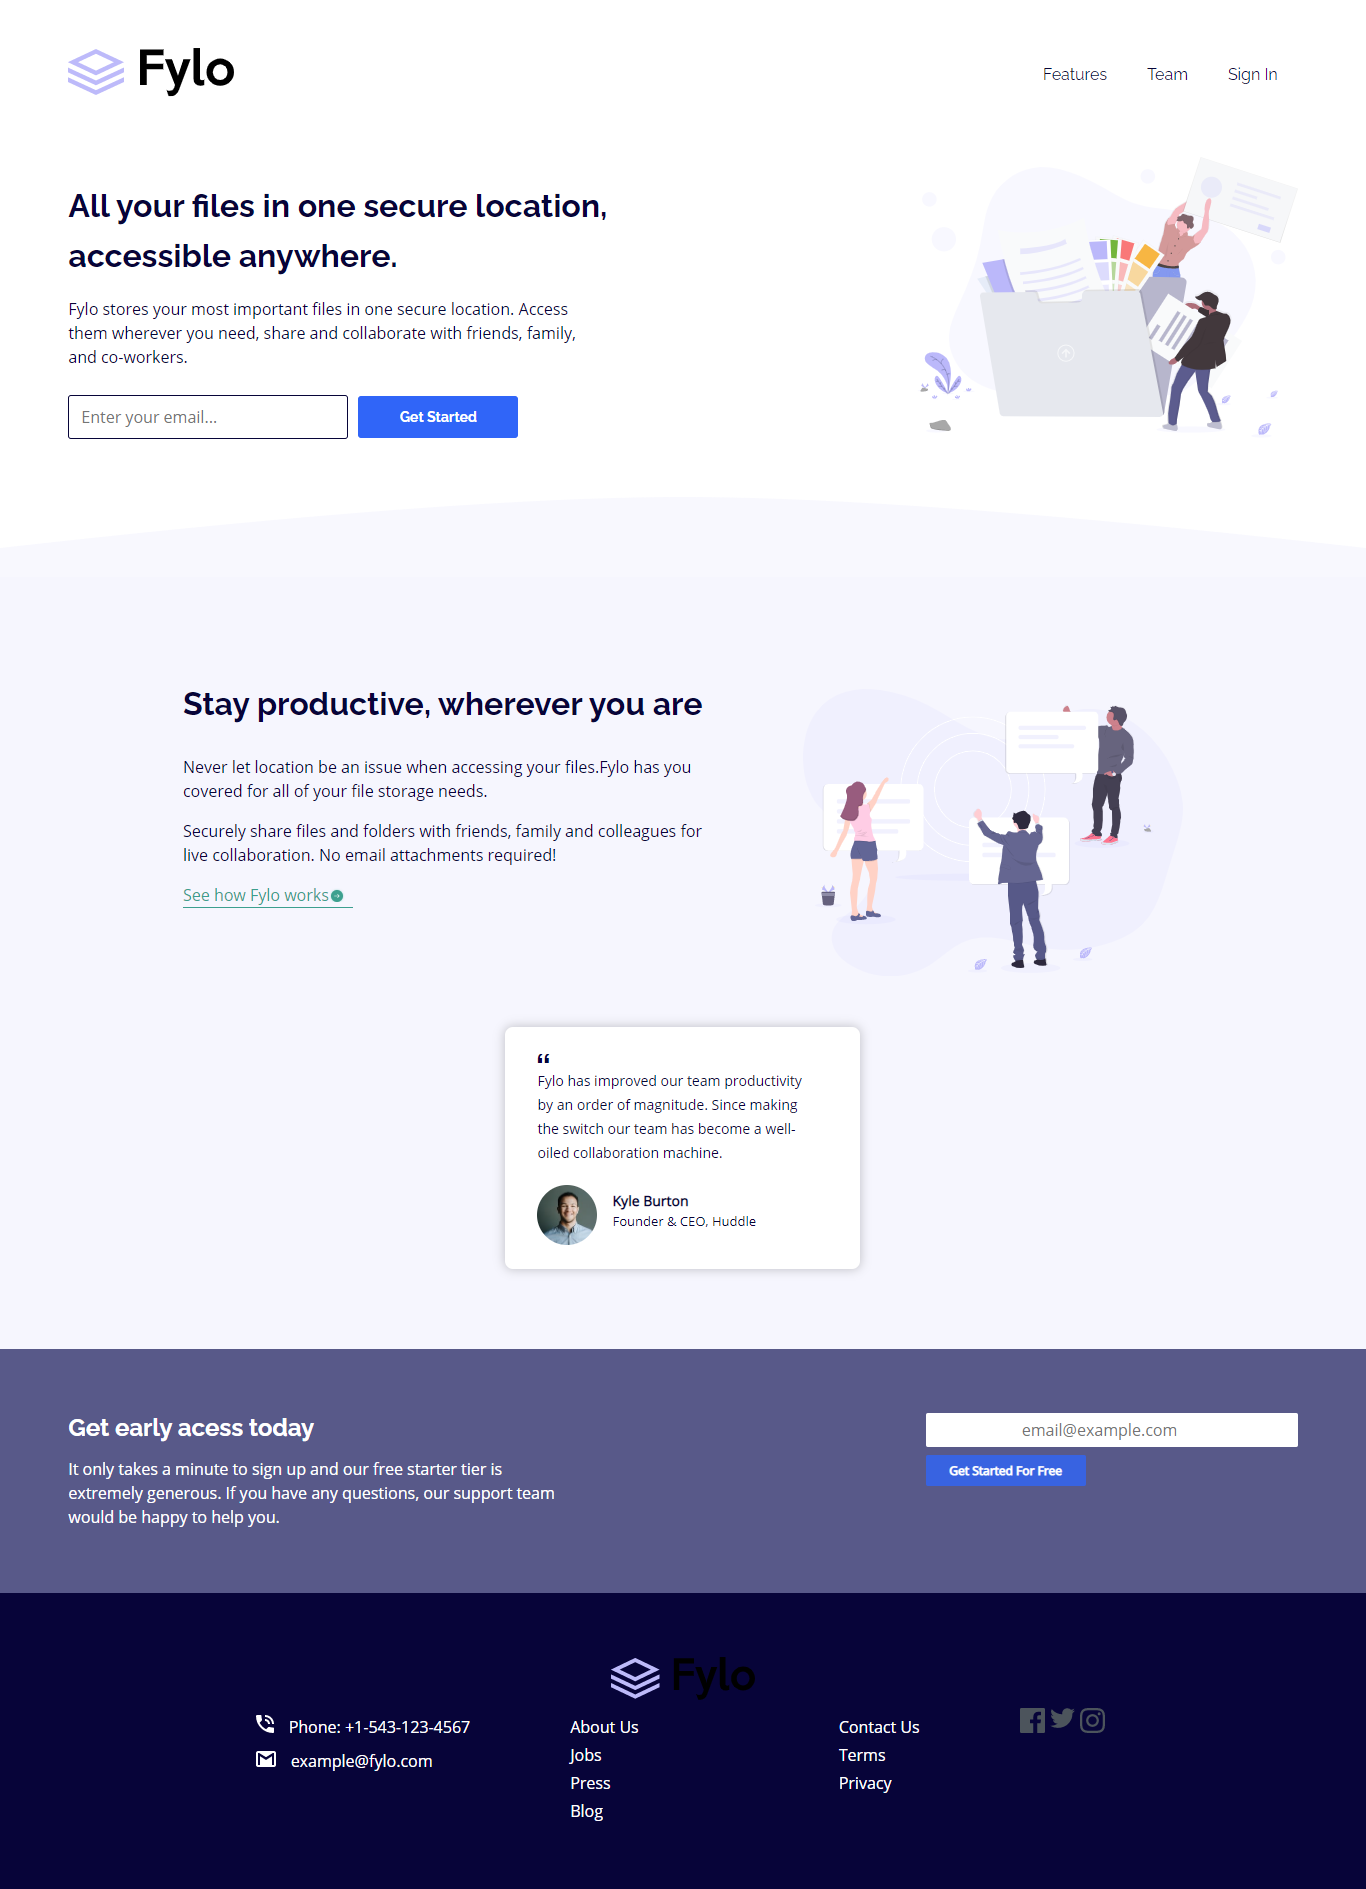 Fylo
Features
Team
Sign In
All your files in one secure location,
accessible anywhere.
Fylo stores your most important files in one secure location. Access
them wherever you need, share and collaborate with friends, family,
and co-workers.
Enter your email...
Get Started
Stay productive, wherever you are
Never let location be an issue when accessing your files.Fylo has you
covered for all of your file storage needs.
Securely share files and folders with friends, family and colleagues for
live collaboration. No email attachments required!
See how Fylo works
“
Fylo has improved our team productivity
by an order of magnitude. Since making
the switch our team has become a well-
oiled collaboration machine.
Kyle Burton
Founder & CEO, Huddle
Get early acess today
It only takes a minute to sign up and our free starter tier is
extremely generous. If you have any questions, our support team
would be happy to help you.
email@example.com
Get Started For Free
Fylo
Phone: +1-543-123-4567
example@fylo.com
About Us
Jobs
Press
Blog
Contact Us
Terms
Privacy